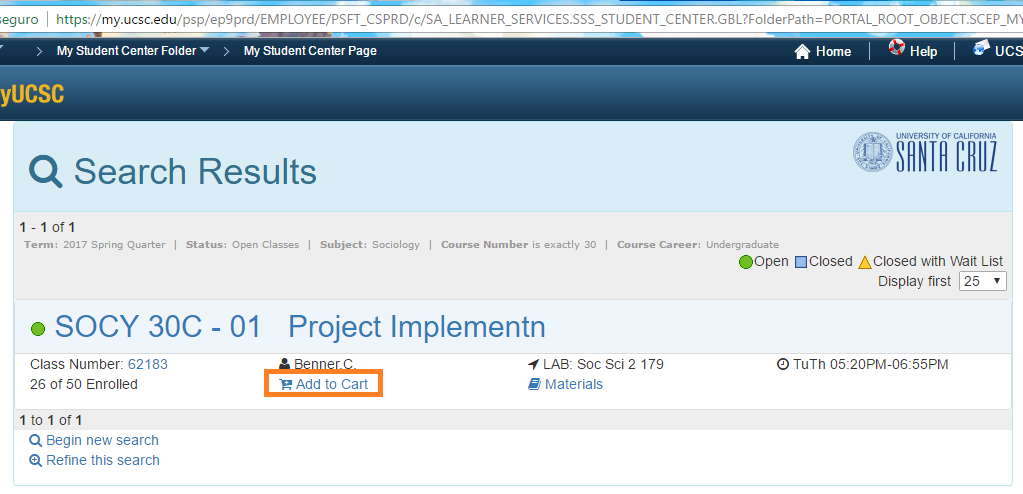 seguro | https://my.ucsc.edu/psp/ep9prd/EMPLOYEE/PSFT_CSPRD/c/SA_LEARNER_SERVICES.SSS_STUDENT_CENTER.GBL?FolderPath=PORTAL_ROOT_OBJECT.SCEP_MY
> My Student Center Folder > My Student Center Page Home | Help | UCS
yUCSC
Search Results
UNIVERSITY OF CALIFORNIA
SANTA CRUZ
1 - 1 of 1
Term: 2017 Spring Quarter | Status: Open Classes | Subject: Sociology | Course Number is exactly 30 | Course Career: Undergraduate
Open Closed Closed with Wait List
Display first 25
SOCY 30C - 01 Project Implementn
Class Number: 62183 Benner,C. LAB: Soc Sci 2 179 TuTh 05:20PM-06:55PM
26 of 50 Enrolled Add to Cart Materials
1 to 1 of 1
Begin new search
Refine this search